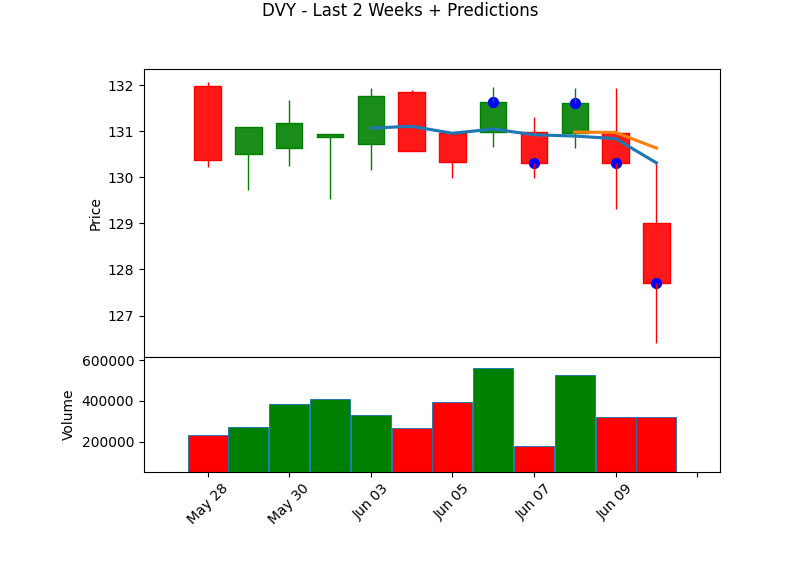 DVY - Last 2 Weeks + Predictions
132
131
130
129
128
127
Price
600000
400000
200000
Volume
May 28
May 30
Jun 03
Jun 05
Jun 07
Jun 09